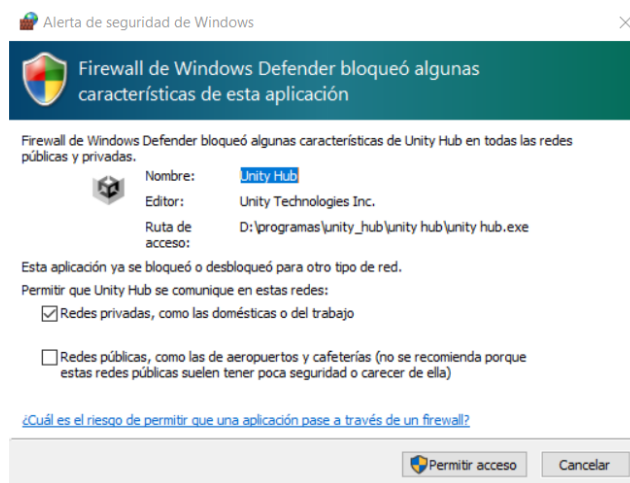 Alerta de seguridad de Windows
Firewall de Windows Defender bloqueó algunas
características de esta aplicación
Firewall de Windows Defender bloqueó algunas características de Unity Hub en todas las redes
públicas y privadas.
Nombre: Unity Hub
Editor: Unity Technologies Inc.
Ruta de acceso: D:\programas\unity_hub\unity hub\unity hub.exe
Esta aplicación ya se bloqueó o desbloqueó para otro tipo de red.
Permitir que Unity Hub se comunique en estas redes:
Redes privadas, como las domésticas o del trabajo
Redes públicas, como las de aeropuertos y cafeterías (no se recomienda porque
estas redes públicas suelen tener poca seguridad o carecer de ella)
¿Cuál es el riesgo de permitir que una aplicación pase a través de un firewall?
Permitir acceso Cancelar